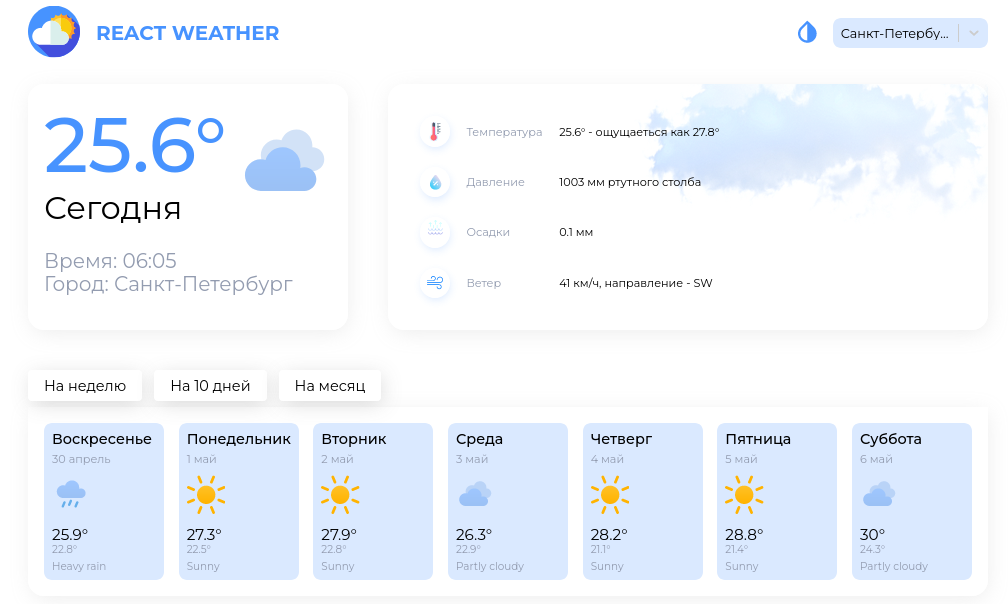 REACT WEATHER
Санкт-Петербу...
25.6°
Сегодня
Время: 06:05
Город: Санкт-Петербург
Температура 25.6° - ощущаеться как 27.8°
Давление 1003 мм ртутного столба
Осадки 0.1 мм
Ветер 41 км/ч, направление - SW
На неделю На 10 дней На месяц
Воскресенье
30 апрель
25.9°
22.8°
Heavy rain
Понедельник
1 май
27.3°
22.5°
Sunny
Вторник
2 май
27.9°
22.8°
Sunny
Среда
3 май
26.3°
22.9°
Partly cloudy
Четверг
4 май
28.2°
21.1°
Sunny
Пятница
5 май
28.8°
21.4°
Sunny
Суббота
6 май
30°
24.3°
Partly cloudy